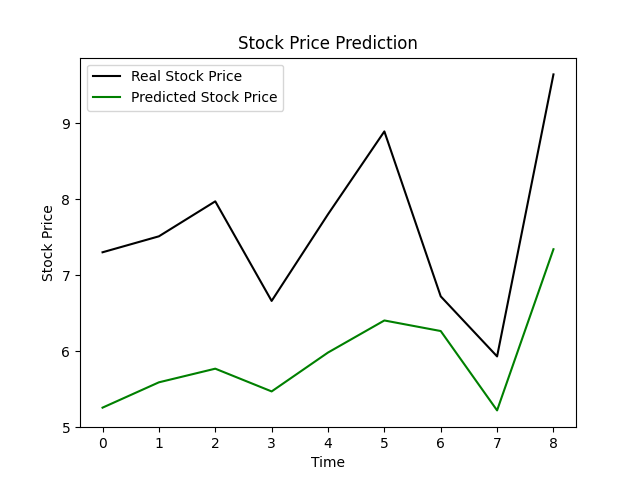 Stock Price Prediction
Real Stock Price
Predicted Stock Price
Stock Price
9
8
7
6
5
0 1 2 3 4 5 6 7 8
Time